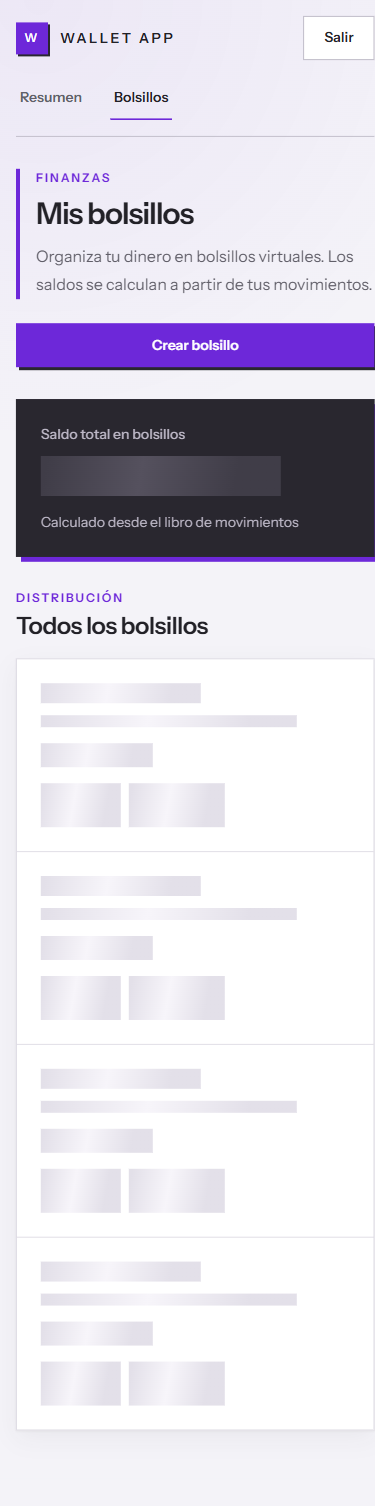 W
WALLET APP
Salir
Resumen
Bolsillos
FINANZAS
Mis bolsillos
Organiza tu dinero en bolsillos virtuales. Los
saldos se calculan a partir de tus movimientos.
Crear bolsillo
Saldo total en bolsillos
Calculado desde el libro de movimientos
DISTRIBUCIÓN
Todos los bolsillos